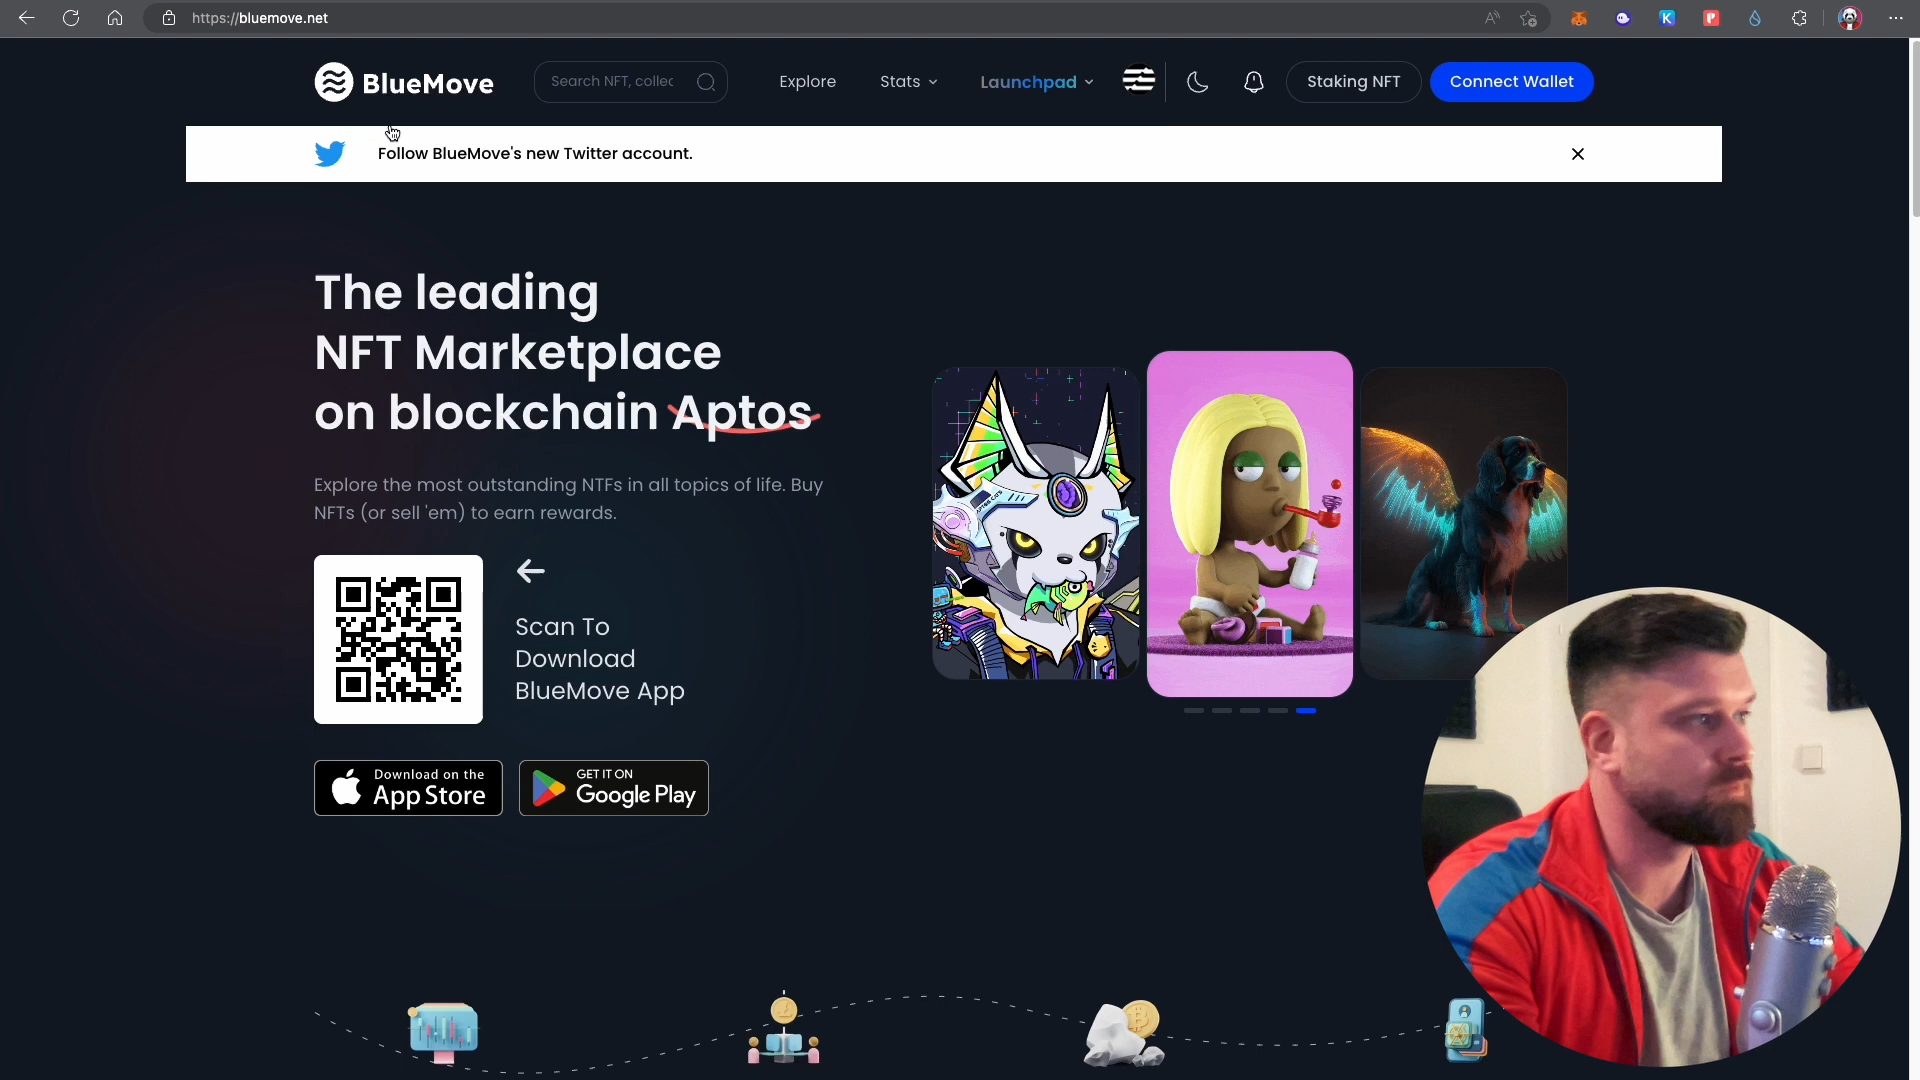 https://bluemove.net
BlueMove
Search NFT, collec
Explore
Stats
Launchpad
Staking NFT
Connect Wallet
Follow BlueMove's new Twitter account.
The leading
NFT Marketplace
on blockchain Aptos
Explore the most outstanding NTFs in all topics of life. Buy
NFTs (or sell 'em) to earn rewards.
Scan To
Download
BlueMove App
Download on the
App Store
GET IT ON
Google Play